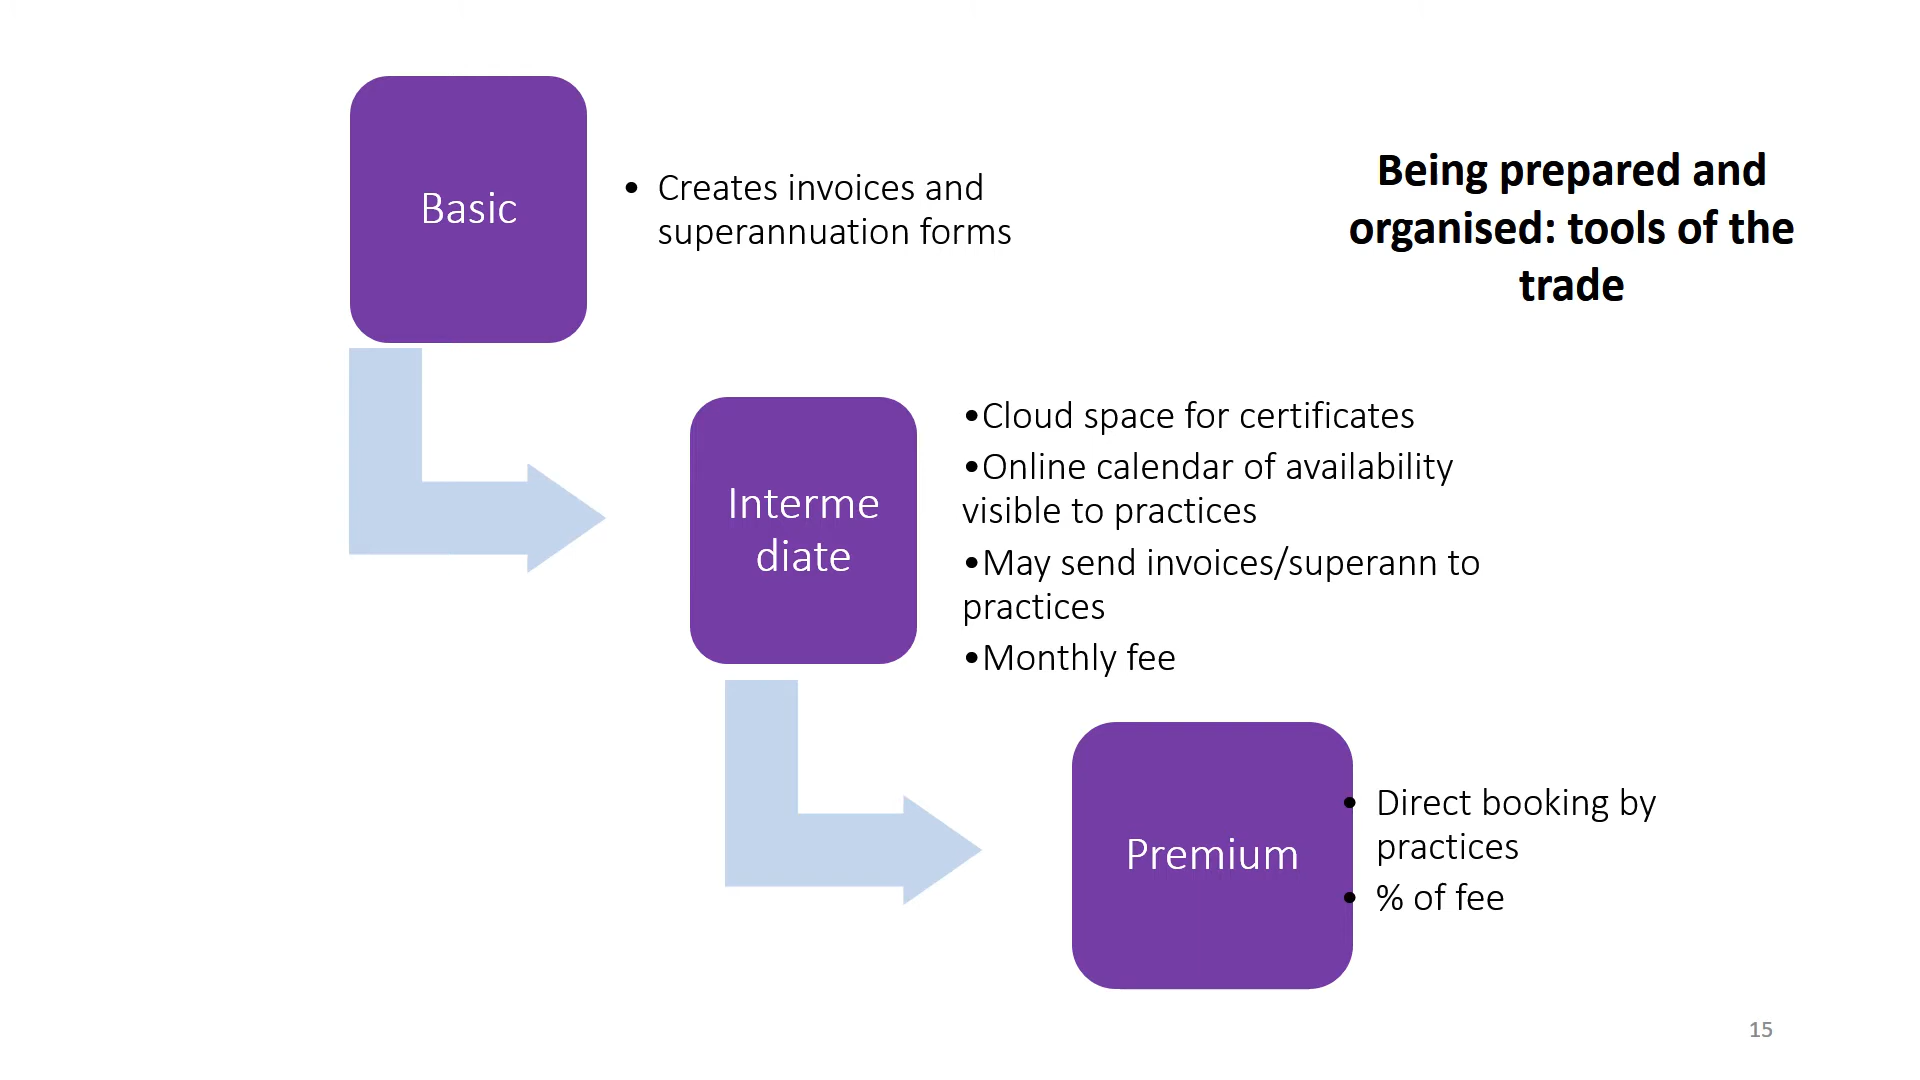 Being prepared and
organised: tools of the
trade
Basic
• Creates invoices and
superannuation forms
Interme
diate
•Cloud space for certificates
•Online calendar of availability
visible to practices
•May send invoices/superann to
practices
•Monthly fee
Premium
• Direct booking by
practices
• % of fee
15